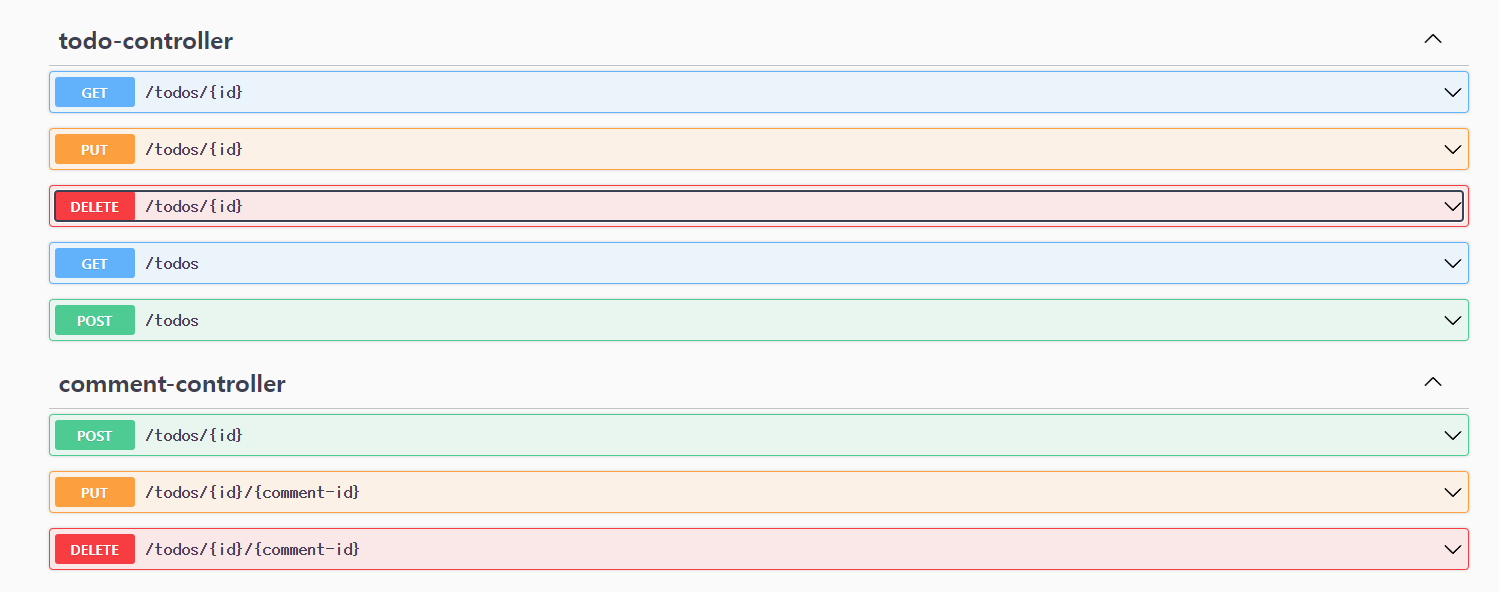 todo-controller
GET /todos/{id}
PUT /todos/{id}
DELETE /todos/{id}
GET /todos
POST /todos
comment-controller
POST /todos/{id}
PUT /todos/{id}/{comment-id}
DELETE /todos/{id}/{comment-id}